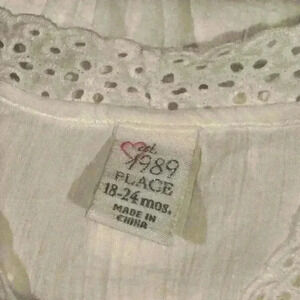 est.
1989
PLACE
18-24 mos.
MADE IN
CHINA